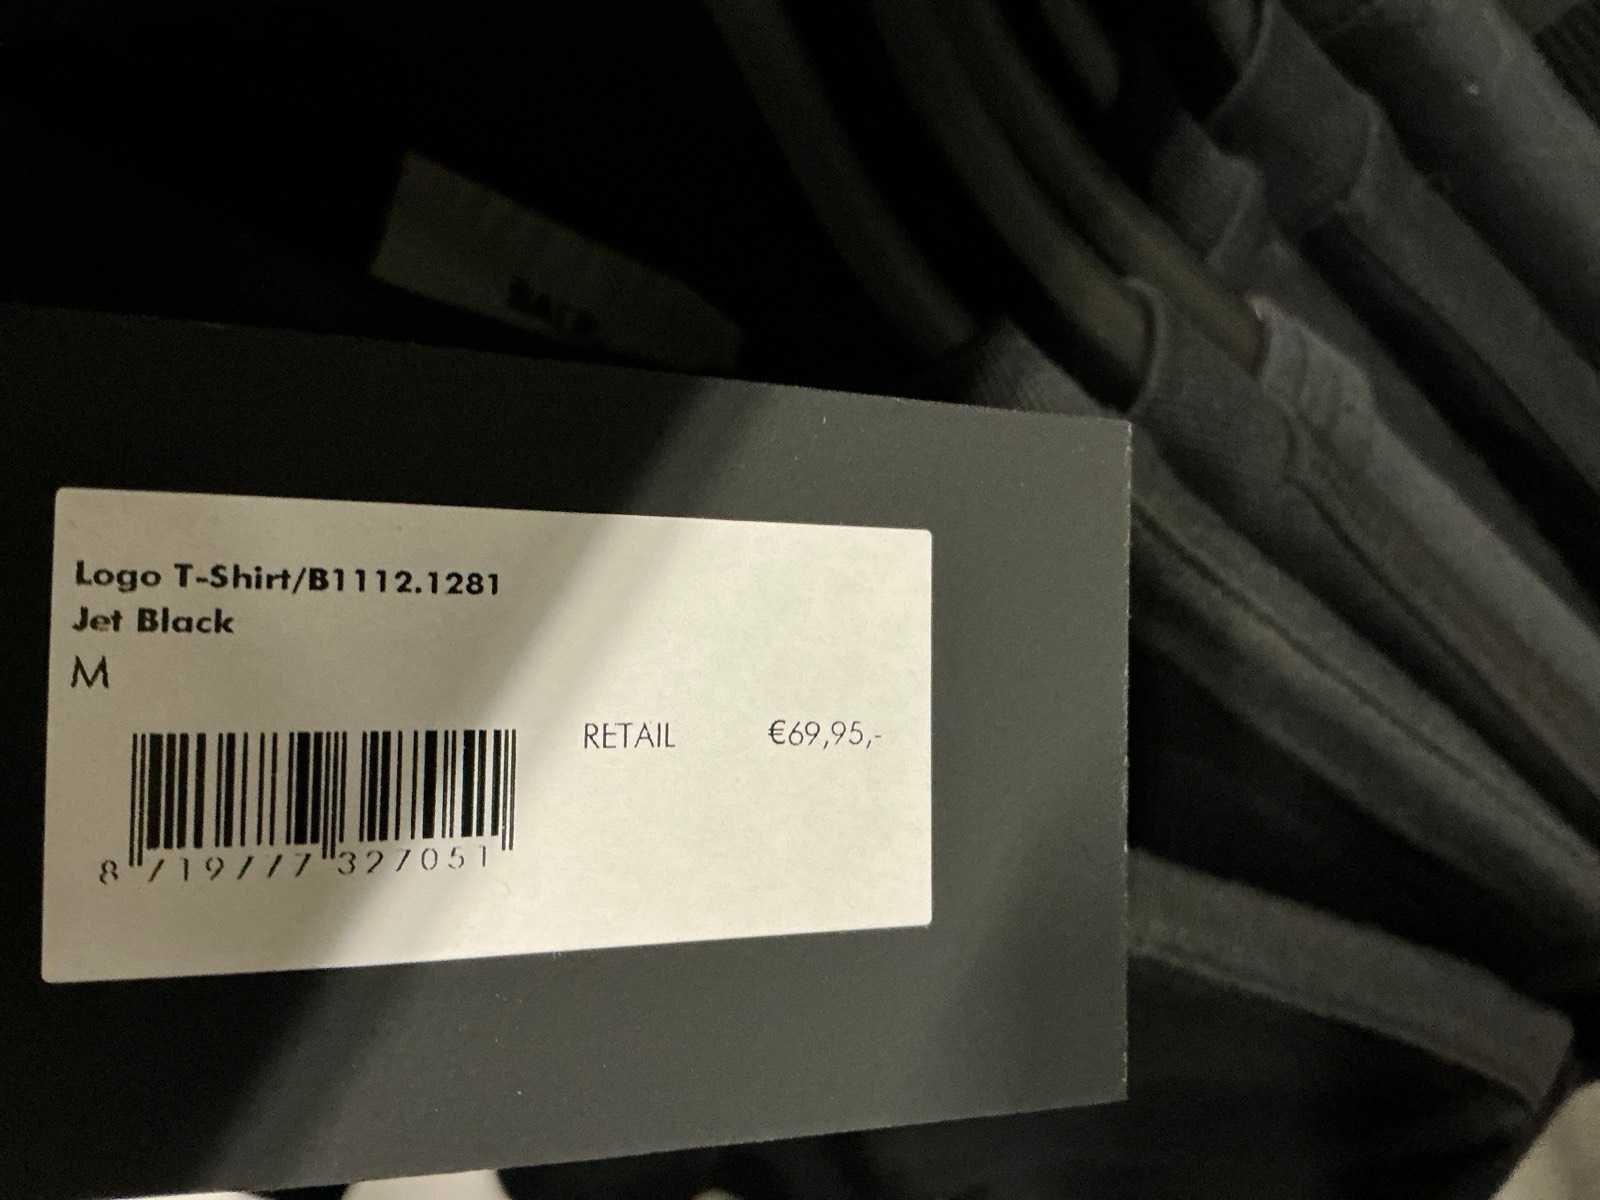 Logo T-Shirt/B1112.1281
Jet Black
M
RETAIL €69,95,-
8 719777 327051